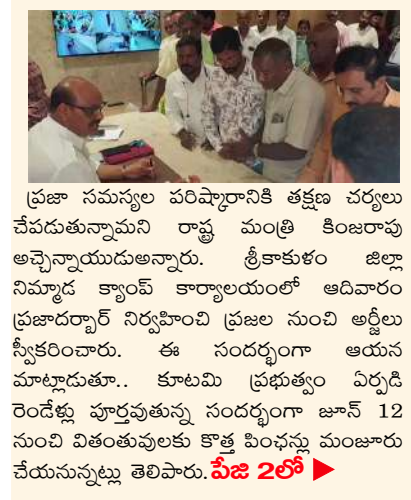 ప్రజా సమస్యల పరిష్కారానికి తక్షణ చర్యలు
చేపడుతున్నామని రాష్ట్ర మంత్రి కింజరాపు
అచ్చెన్నాయుడుఅన్నారు. శ్రీకాకుళం జిల్లా
నిమ్మాడ క్యాంప్ కార్యాలయంలో ఆదివారం
ప్రజాదర్బార్ నిర్వహించి ప్రజల నుంచి అర్జీలు
స్వీకరించారు. ఈ సందర్భంగా ఆయన
మాట్లాడుతూ.. కూటమి ప్రభుత్వం ఏర్పడి
రెండేళ్లు పూర్తవుతున్న సందర్భంగా జూన్ 12
నుంచి వితంతువులకు కొత్త పింఛన్లు మంజూరు
చేయనున్నట్లు తెలిపారు.పేజి 2లో ▶